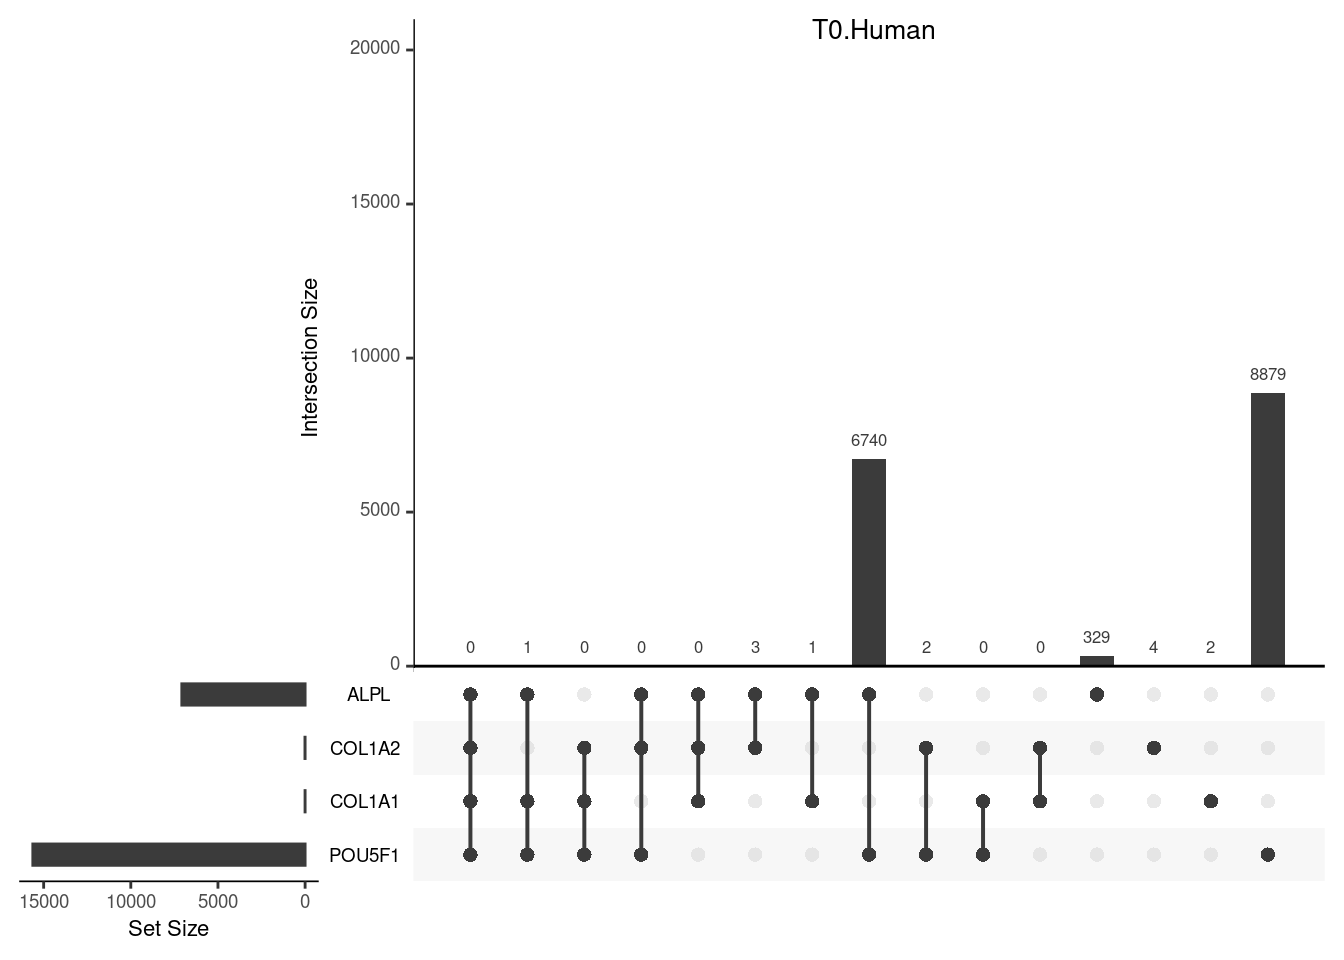 T0.Human
20000
15000
10000
5000
0
Intersection Size
0 1 0 0 0 3 1 6740 2 0 0 329 4 2 8879
ALPL
COL1A2
COL1A1
POU5F1
15000 10000 5000 0
Set Size